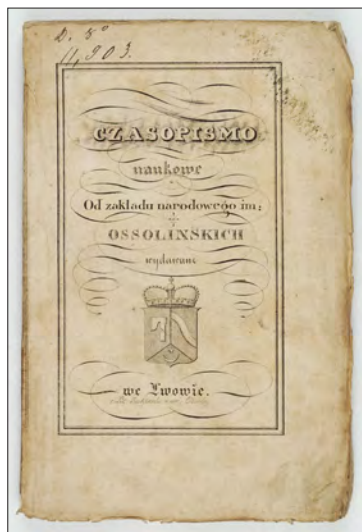 D. 8°
11,903.
CZASOPISMO
naukowe
Od zakładu narodowego im:
OSSOLIŃSKICH
wydawane
we Lwowie.